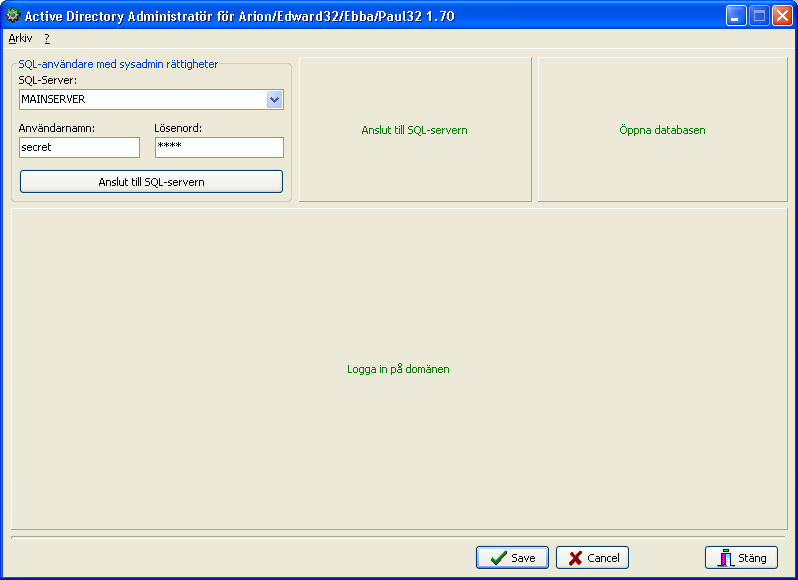 Active Directory Administratör för Arion/Edward32/Ebba/Paul32 1.70
Arkiv ?
SQL-användare med sysadmin rättigheter
SQL-Server:
MAINSERVER
Användarnamn: Lösenord:
secret ****
Anslut till SQL-servern
Anslut till SQL-servern
Öppna databasen
Logga in på domänen
Save Cancel Stäng